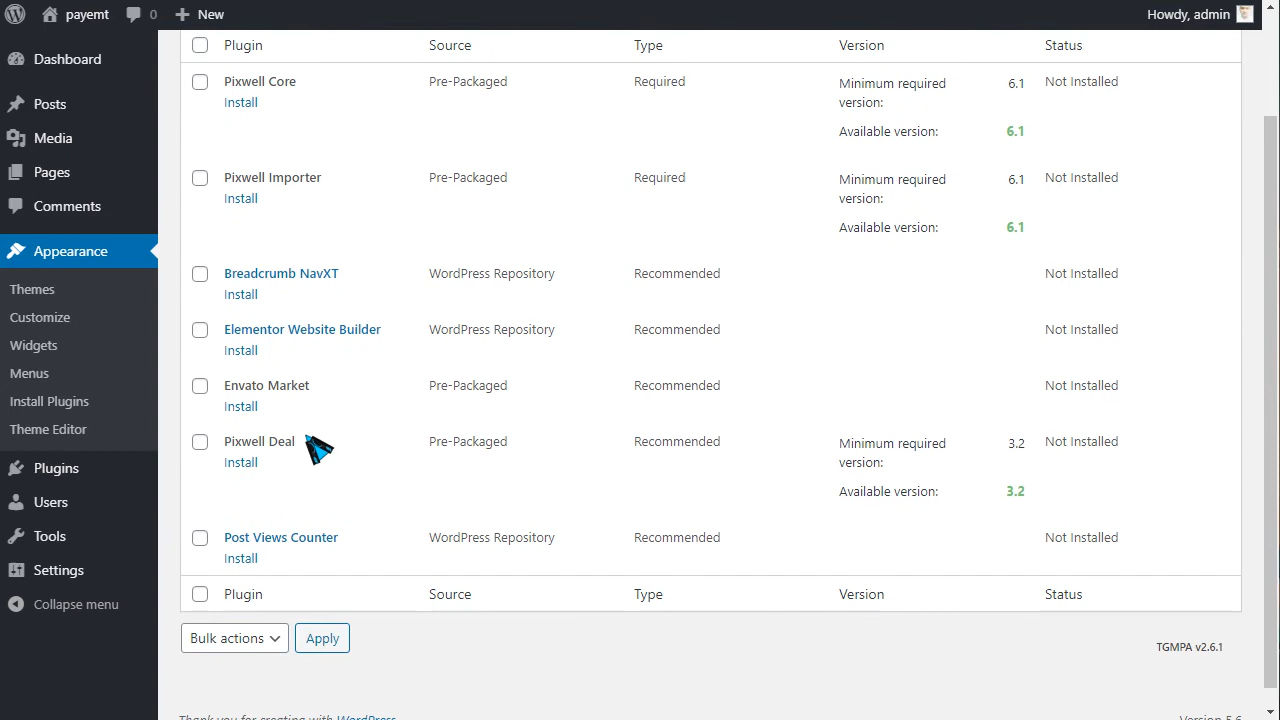 payemt 0 New Howdy, admin
Dashboard
Posts
Media
Pages
Comments
Appearance
Themes
Customize
Widgets
Menus
Install Plugins
Theme Editor
Plugins
Users
Tools
Settings
Collapse menu
Plugin Source Type Version Status
Pixwell Core Pre-Packaged Required Minimum required 6.1 Not Installed
Install version:
Available version: 6.1
Pixwell Importer Pre-Packaged Required Minimum required 6.1 Not Installed
Install version:
Available version: 6.1
Breadcrumb NavXT WordPress Repository Recommended Not Installed
Install
Elementor Website Builder WordPress Repository Recommended Not Installed
Install
Envato Market Pre-Packaged Recommended Not Installed
Install
Pixwell Deal Pre-Packaged Recommended Minimum required 3.2 Not Installed
Install version:
Available version: 3.2
Post Views Counter WordPress Repository Recommended Not Installed
Install
Plugin Source Type Version Status
Bulk actions Apply
TGMPA v2.6.1
Thank you for creating with WordPress Version 5.6